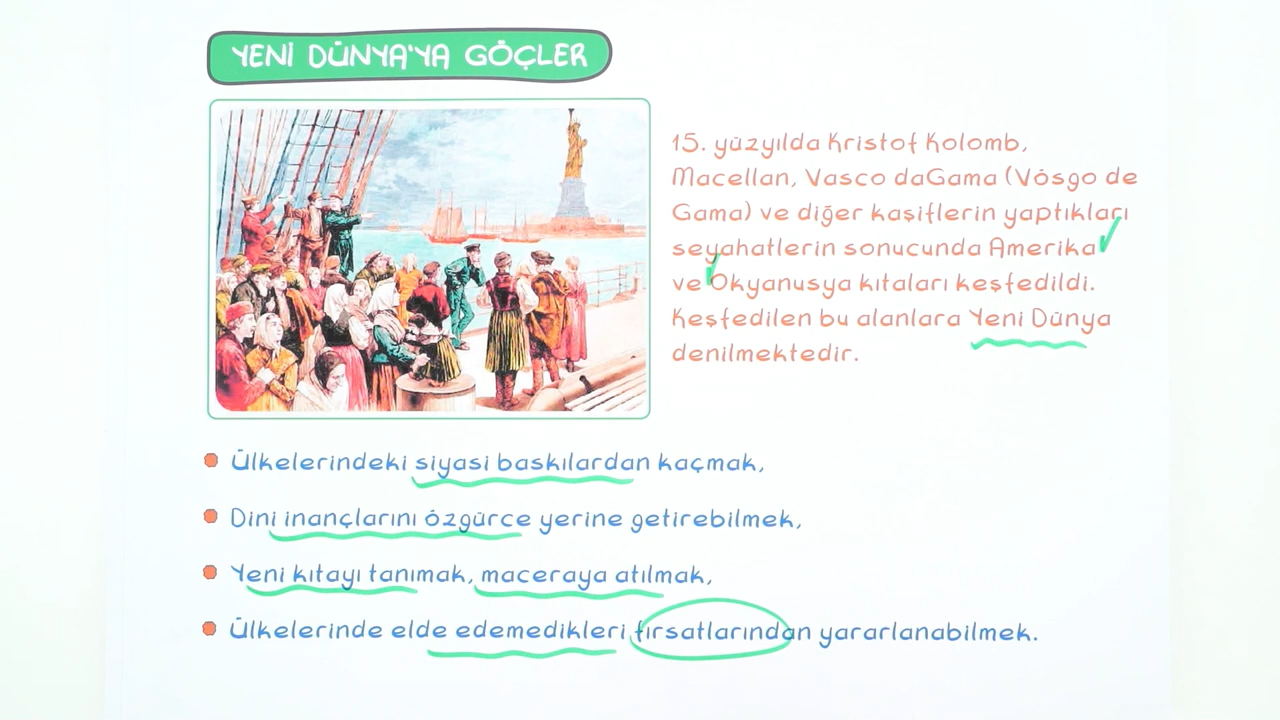 YENİ DÜNYA'YA GÖÇLER
15. yüzyılda Kristof Kolomb,
Macellan, Vasco daGama (Vósgo de
Gama) ve diğer kaşiflerin yaptıkları
seyahatlerin sonucunda Amerika
ve Okyanusya kıtaları keşfedildi.
Keşfedilen bu alanlara Yeni Dünya
denilmektedir.
Ülkelerindeki siyasi baskılardan kaçmak,
Dini inançlarını özgürce yerine getirebilmek,
Yeni kıtayı tanımak, maceraya atılmak,
Ülkelerinde elde edemedikleri fırsatlarından yararlanabilmek.